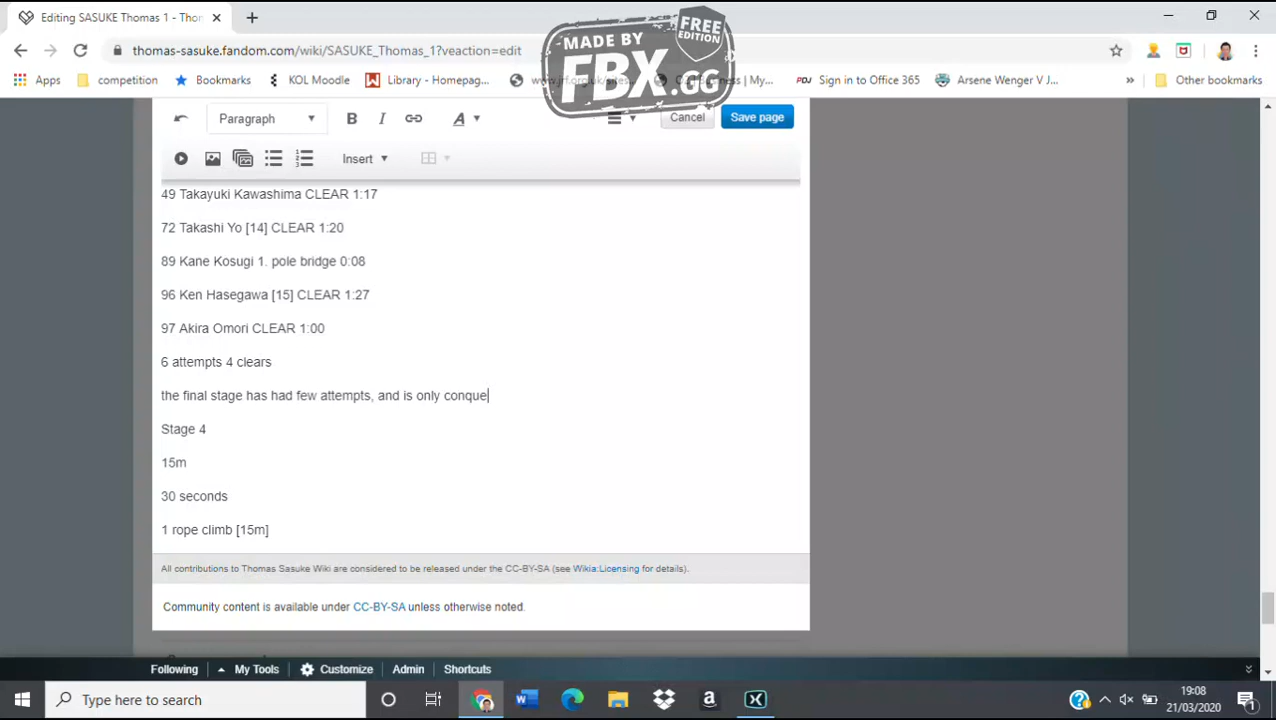 Editing SASUKE Thomas 1 - Thor
thomas-sasuke.fandom.com/wiki/SASUKE_Thomas_1?veaction=edit
MADE BY
FBX.GG
FREE
EDITION
Apps competition Bookmarks KOL Moodle Library - Homepag... PDJ Sign in to Office 365 Arsene Wenger V J... » Other bookmarks
Paragraph B I A Cancel Save page
Insert
49 Takayuki Kawashima CLEAR 1:17
72 Takashi Yo [14] CLEAR 1:20
89 Kane Kosugi 1. pole bridge 0:08
96 Ken Hasegawa [15] CLEAR 1:27
97 Akira Omori CLEAR 1:00
6 attempts 4 clears
the final stage has had few attempts, and is only conque
Stage 4
15m
30 seconds
1 rope climb [15m]
All contributions to Thomas Sasuke Wiki are considered to be released under the CC-BY-SA (see Wikia:Licensing for details).
Community content is available under CC-BY-SA unless otherwise noted.
Following My Tools Customize Admin Shortcuts
Type here to search
19:08
21/03/2020